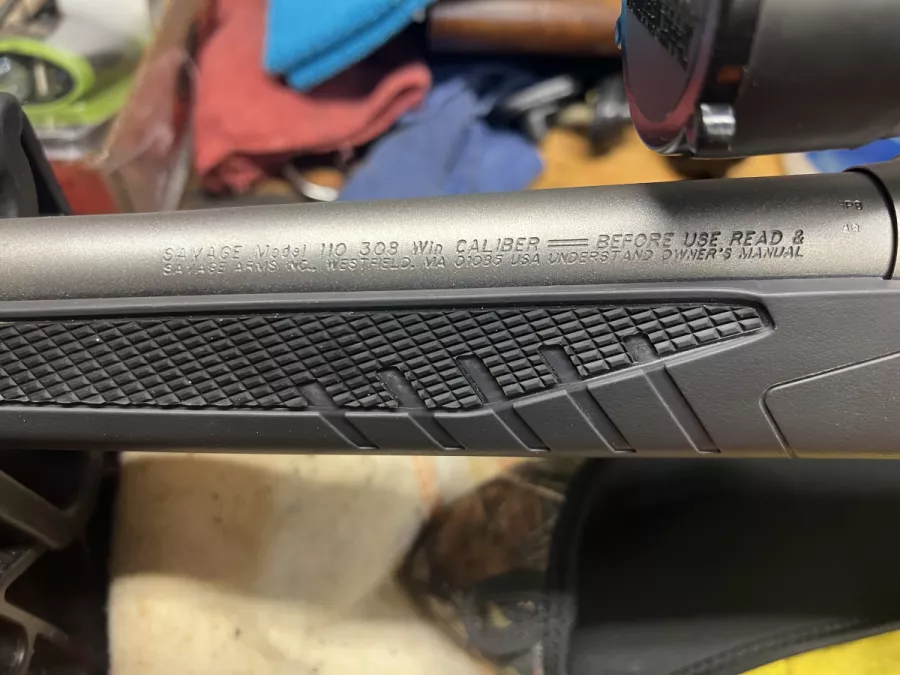 SAVAGE Model 110 308 Win CALIBER === BEFORE USE READ &
SAVAGE ARMS INC., WESTFIELD, MA 01085 USA UNDERSTAND OWNER'S MANUAL